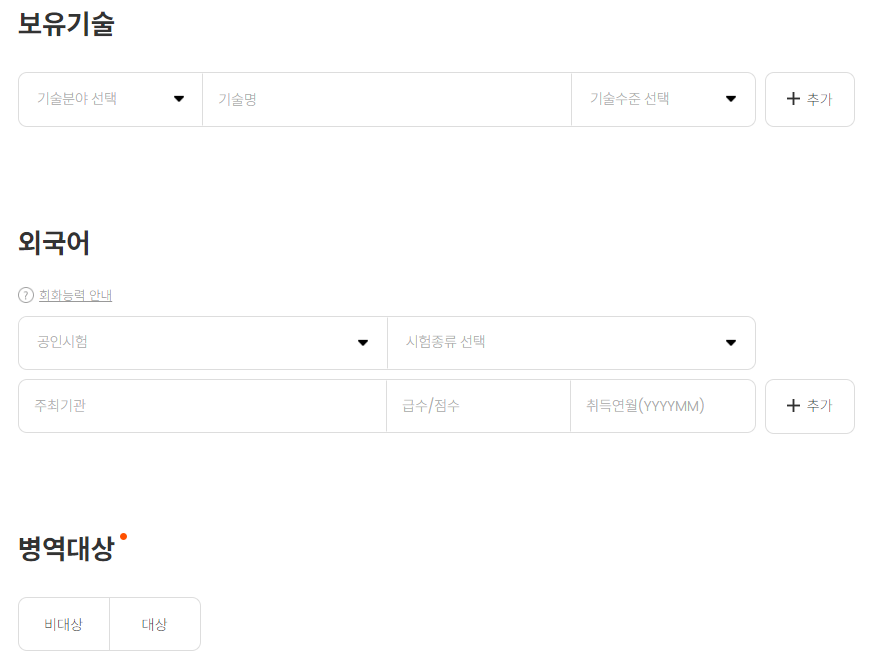 보유기술
기술분야 선택 기술명 기술수준 선택 + 추가
외국어
? 회화능력 안내
공인시험 시험종류 선택
주최기관 급수/점수 취득연월(YYYYMM) + 추가
병역대상
비대상 대상